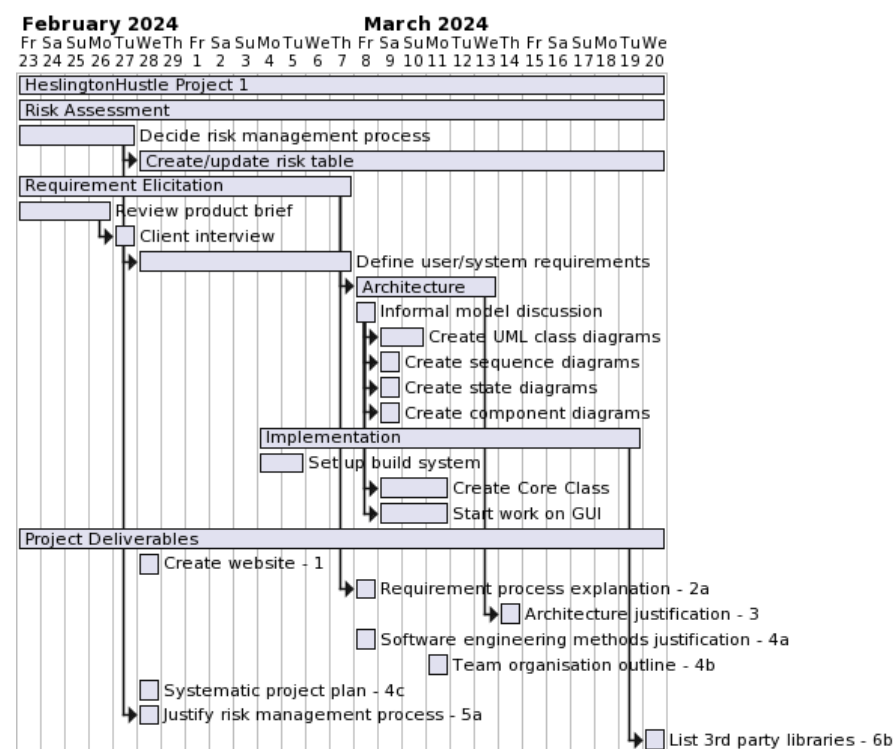 February 2024 March 2024
Fr Sa Su Mo Tu We Th Fr Sa Su Mo Tu We Th Fr Sa Su Mo Tu We Th Fr Sa Su Mo Tu We
23 24 25 26 27 28 29 1 2 3 4 5 6 7 8 9 10 11 12 13 14 15 16 17 18 19 20
HeslingtonHustle Project 1
Risk Assessment
Decide risk management process
Create/update risk table
Requirement Elicitation
Review product brief
Client interview
Define user/system requirements
Architecture
Informal model discussion
Create UML class diagrams
Create sequence diagrams
Create state diagrams
Create component diagrams
Implementation
Set up build system
Create Core Class
Start work on GUI
Project Deliverables
Create website - 1
Requirement process explanation - 2a
Architecture justification - 3
Software engineering methods justification - 4a
Team organisation outline - 4b
Systematic project plan - 4c
Justify risk management process - 5a
List 3rd party libraries - 6b